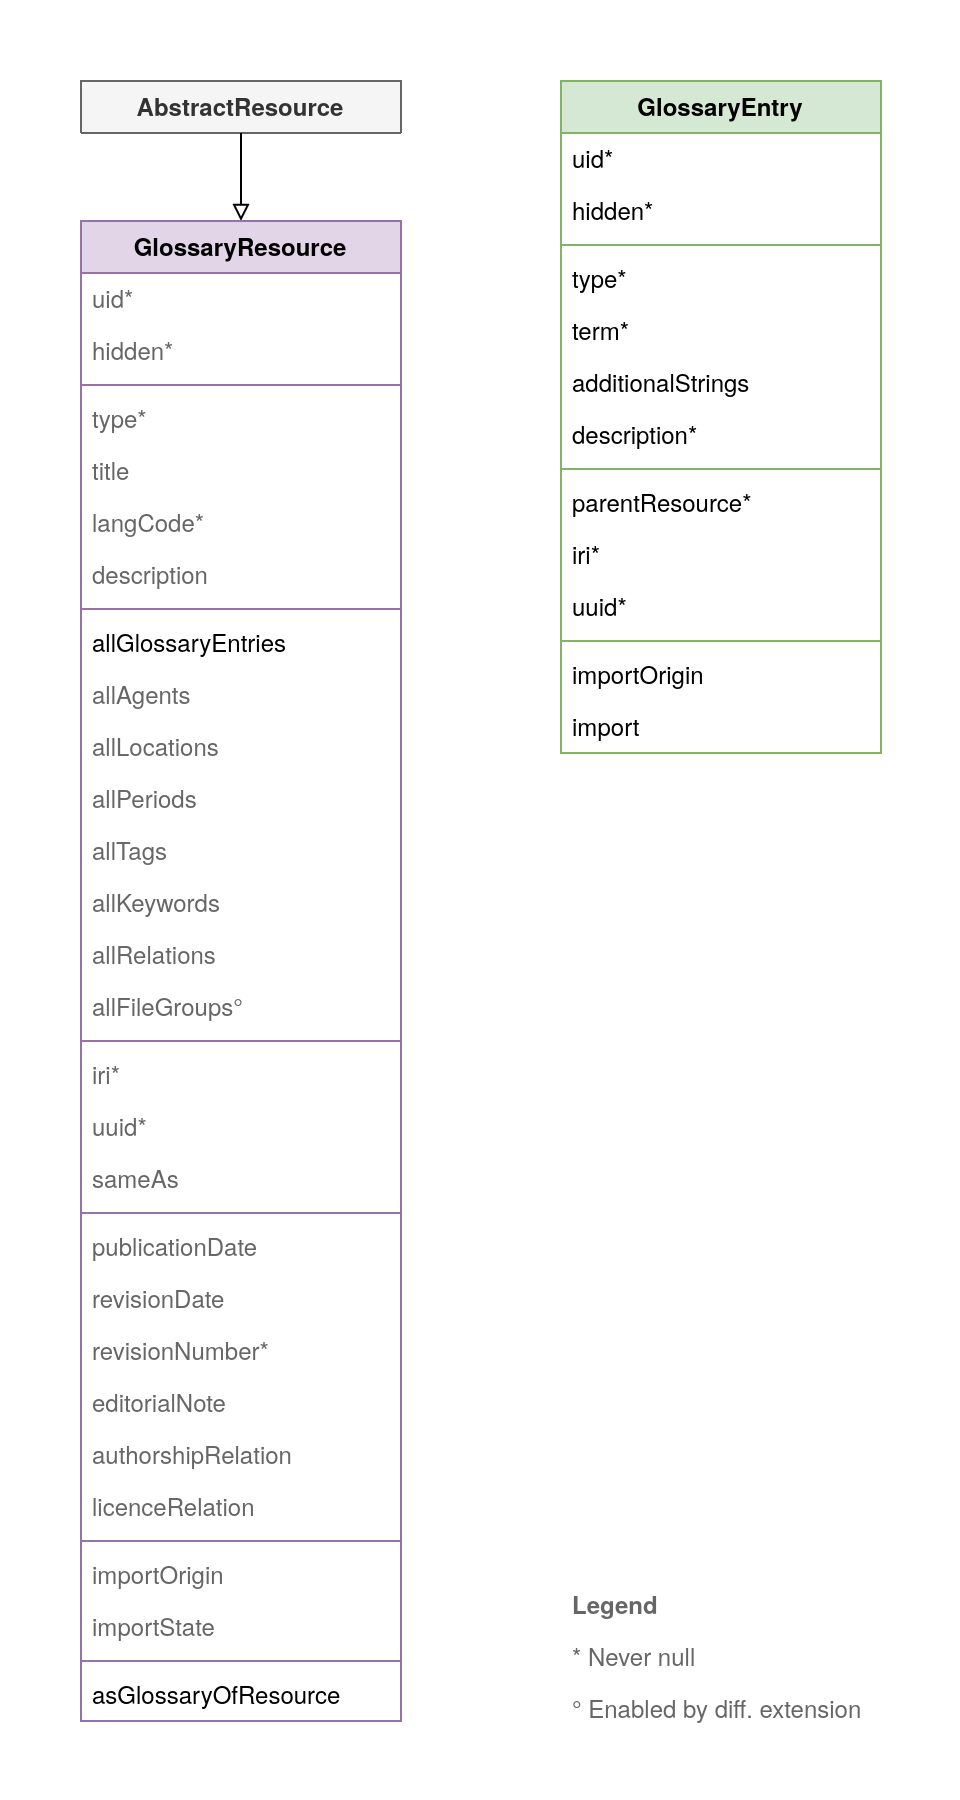 AbstractResource
GlossaryResource
uid*
hidden*
type*
title
langCode*
description
allGlossaryEntries
allAgents
allLocations
allPeriods
allTags
allKeywords
allRelations
allFileGroups°
iri*
uuid*
sameAs
publicationDate
revisionDate
revisionNumber*
editorialNote
authorshipRelation
licenceRelation
importOrigin
importState
asGlossaryOfResource
GlossaryEntry
uid*
hidden*
type*
term*
additionalStrings
description*
parentResource*
iri*
uuid*
importOrigin
import
Legend
* Never null
° Enabled by diff. extension